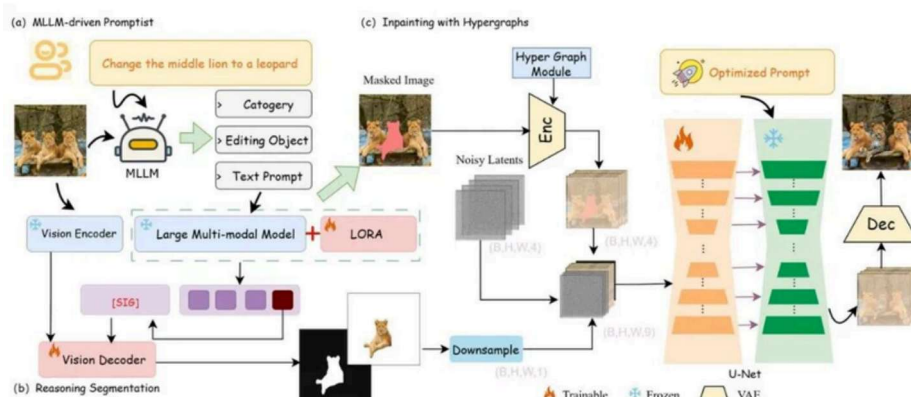 (a) MLLM-driven Promptist
(c) Inpainting with Hypergraphs
Change the middle lion to a leopard
Hyper Graph
Module
Optimized Prompt
Masked Image
> Catogery
> Editing Object
> Text Prompt
MLLM
Enc
Noisy Latents
(B,H,W,4)
(B,H,W,4)
Vision Encoder
Large Multi-modal Model
+
LORA
Dec
[SIG]
(B,H,W,9)
Vision Decoder
Downsample
(B,H,W,1)
(b) Reasoning Segmentation
U-Net
Trainable
Frozen
VAE